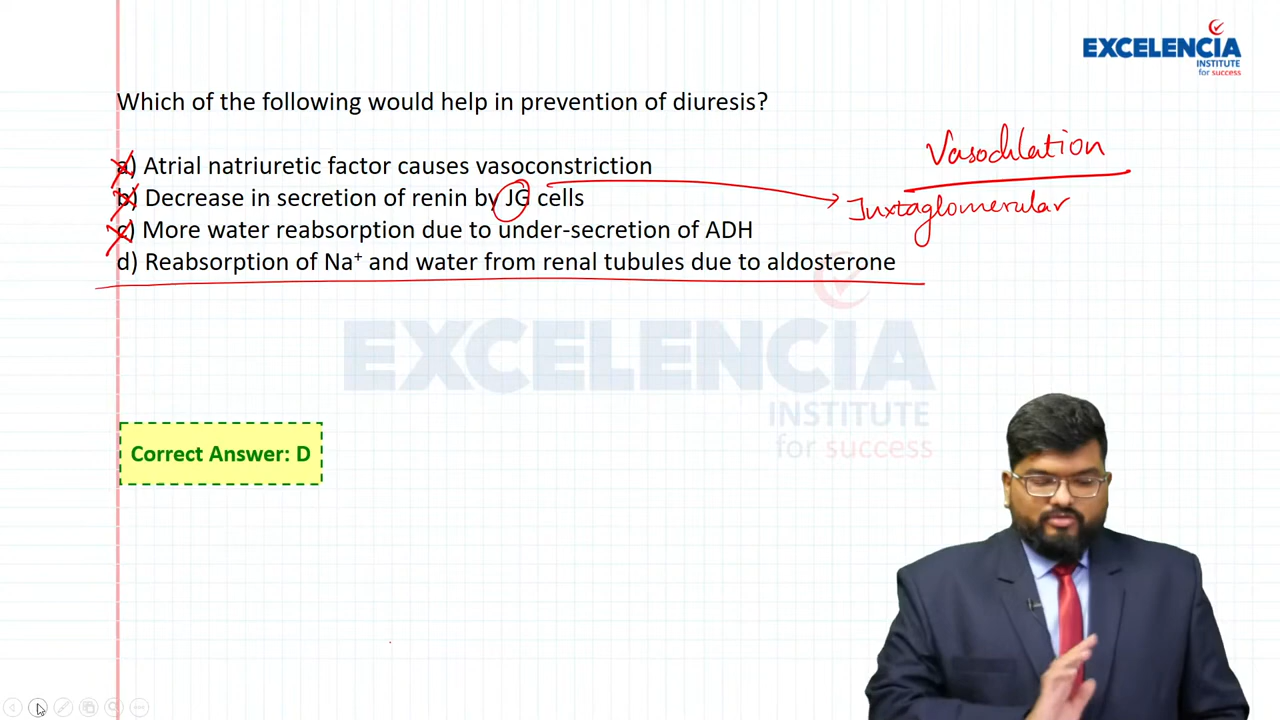 EXCELENCIA
INSTITUTE
for success
Which of the following would help in prevention of diuresis?
a) Atrial natriuretic factor causes vasoconstriction
Vasodilation
b) Decrease in secretion of renin by JG cells
Juxtaglomerular
c) More water reabsorption due to under-secretion of ADH
d) Reabsorption of Na⁺ and water from renal tubules due to aldosterone
EXCELENCIA
INSTITUTE
for success
Correct Answer: D